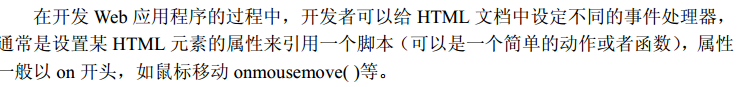 在开发 Web 应用程序的过程中，开发者可以给 HTML 文档中设定不同的事件处理器，
通常是设置某 HTML 元素的属性来引用一个脚本（可以是一个简单的动作或者函数），属性
一般以 on 开头，如鼠标移动 onmousemove( )等。